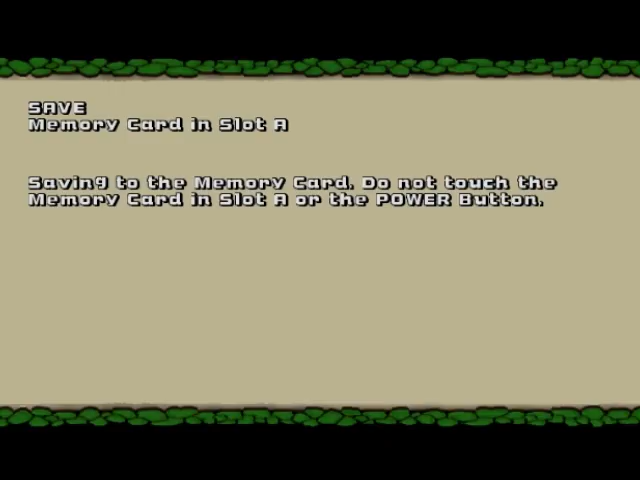 SAVE
Memory Card in Slot A
Saving to the Memory Card. Do not touch the
Memory Card in Slot A or the POWER Button.